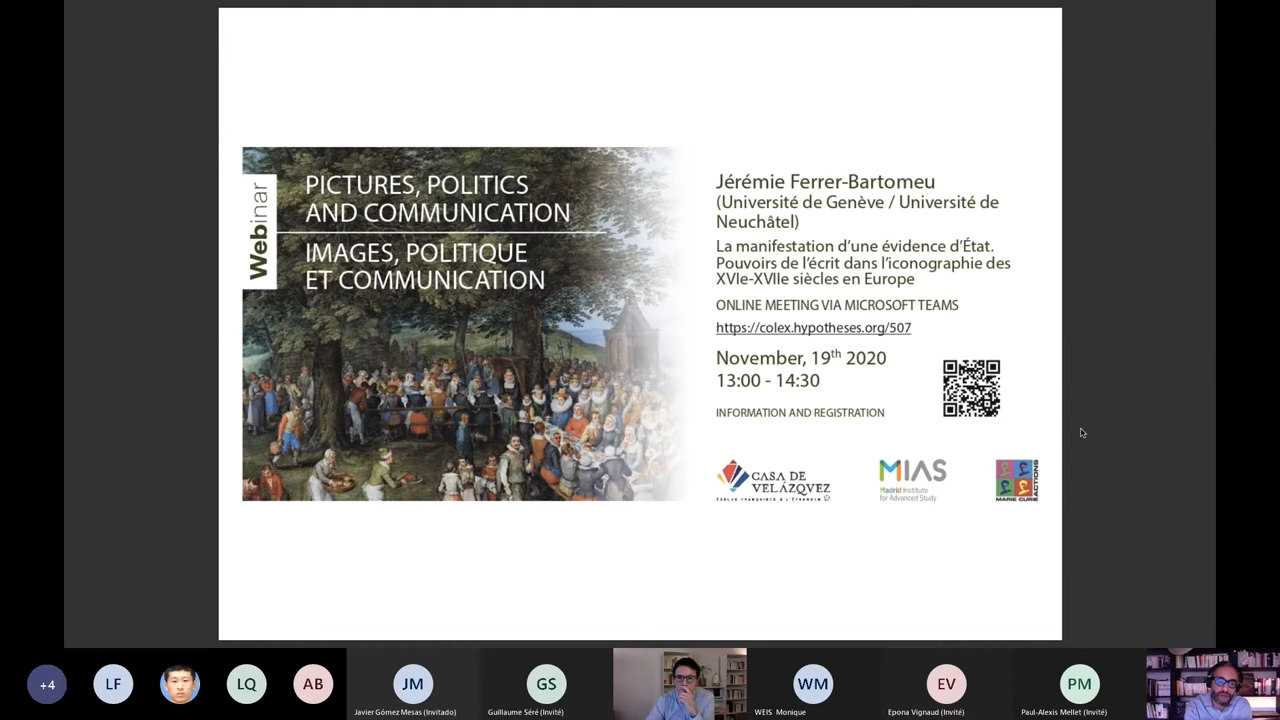 Webinar
PICTURES, POLITICS
AND COMMUNICATION
IMAGES, POLITIQUE
ET COMMUNICATION
Jérémie Ferrer-Bartomeu
(Université de Genève / Université de
Neuchâtel)
La manifestation d'une évidence d'État.
Pouvoirs de l'écrit dans l'iconographie des
XVIe-XVIIe siècles en Europe
ONLINE MEETING VIA MICROSOFT TEAMS
https://colex.hypotheses.org/507
November, 19th 2020
13:00 - 14:30
INFORMATION AND REGISTRATION
CASA DE
VELÁZQVEZ
ÉCOLE FRANÇAISE À L'ÉTRANGER
MIAS
Madrid Institute
for Advanced Study
MARIE CURIE
ACTIONS
+4
LF
LQ
AB
JM
Javier Gómez Mesas (Invitado)
GS
Guillaume Séré (Invité)
WM
WEIS Monique
EV
Epona Vignaud (Invité)
PM
Paul-Alexis Mellet (Invité)